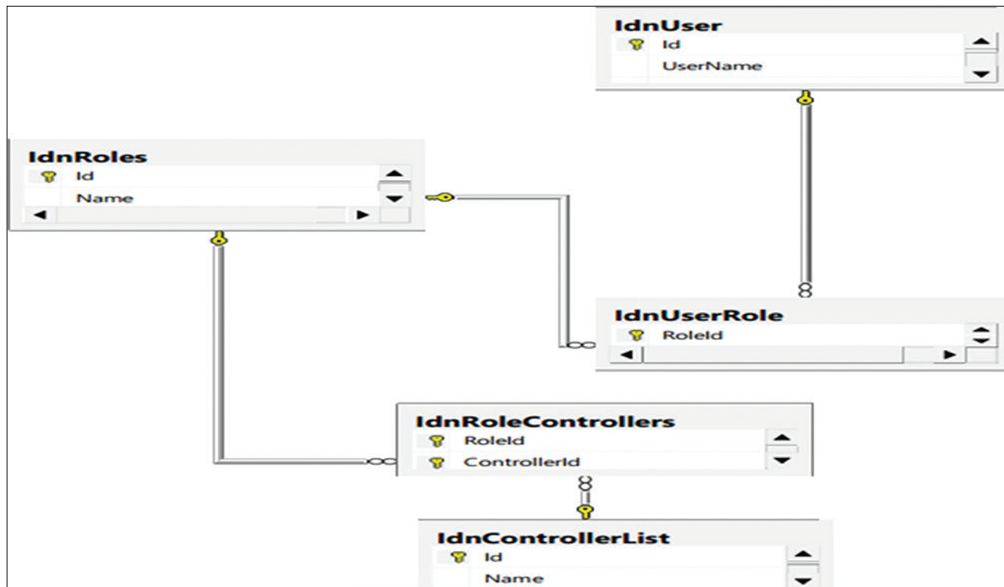 IdnUser
Id
UserName
IdnRoles
Id
Name
IdnUserRole
RoleId
IdnRoleControllers
RoleId
ControllerId
IdnControllerList
Id
Name